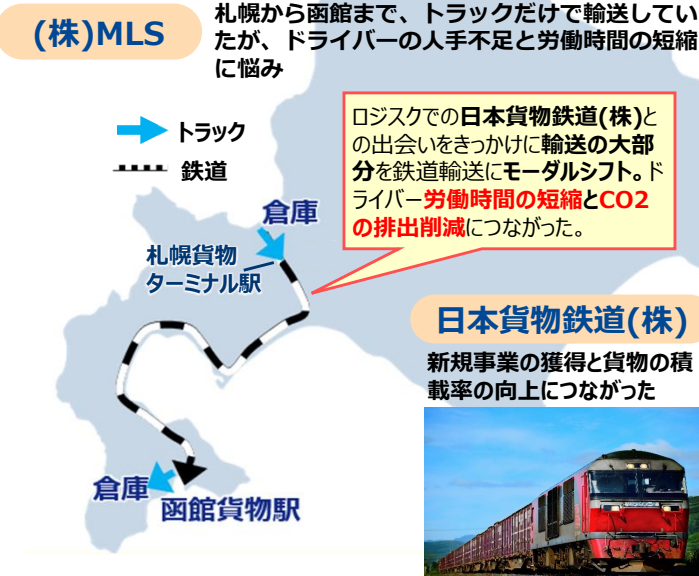 (株)MLS
札幌から函館まで、トラックだけで輸送してい
たが、ドライバーの人手不足と労働時間の短縮
に悩み
トラック
鉄道
ロジスクでの日本貨物鉄道(株)と
の出会いをきっかけに輸送の大部
分を鉄道輸送にモーダルシフト。ド
ライバー労働時間の短縮とCO2
の排出削減につながった。
倉庫
札幌貨物
ターミナル駅
日本貨物鉄道(株)
新規事業の獲得と貨物の積
載率の向上につながった
倉庫
函館貨物駅